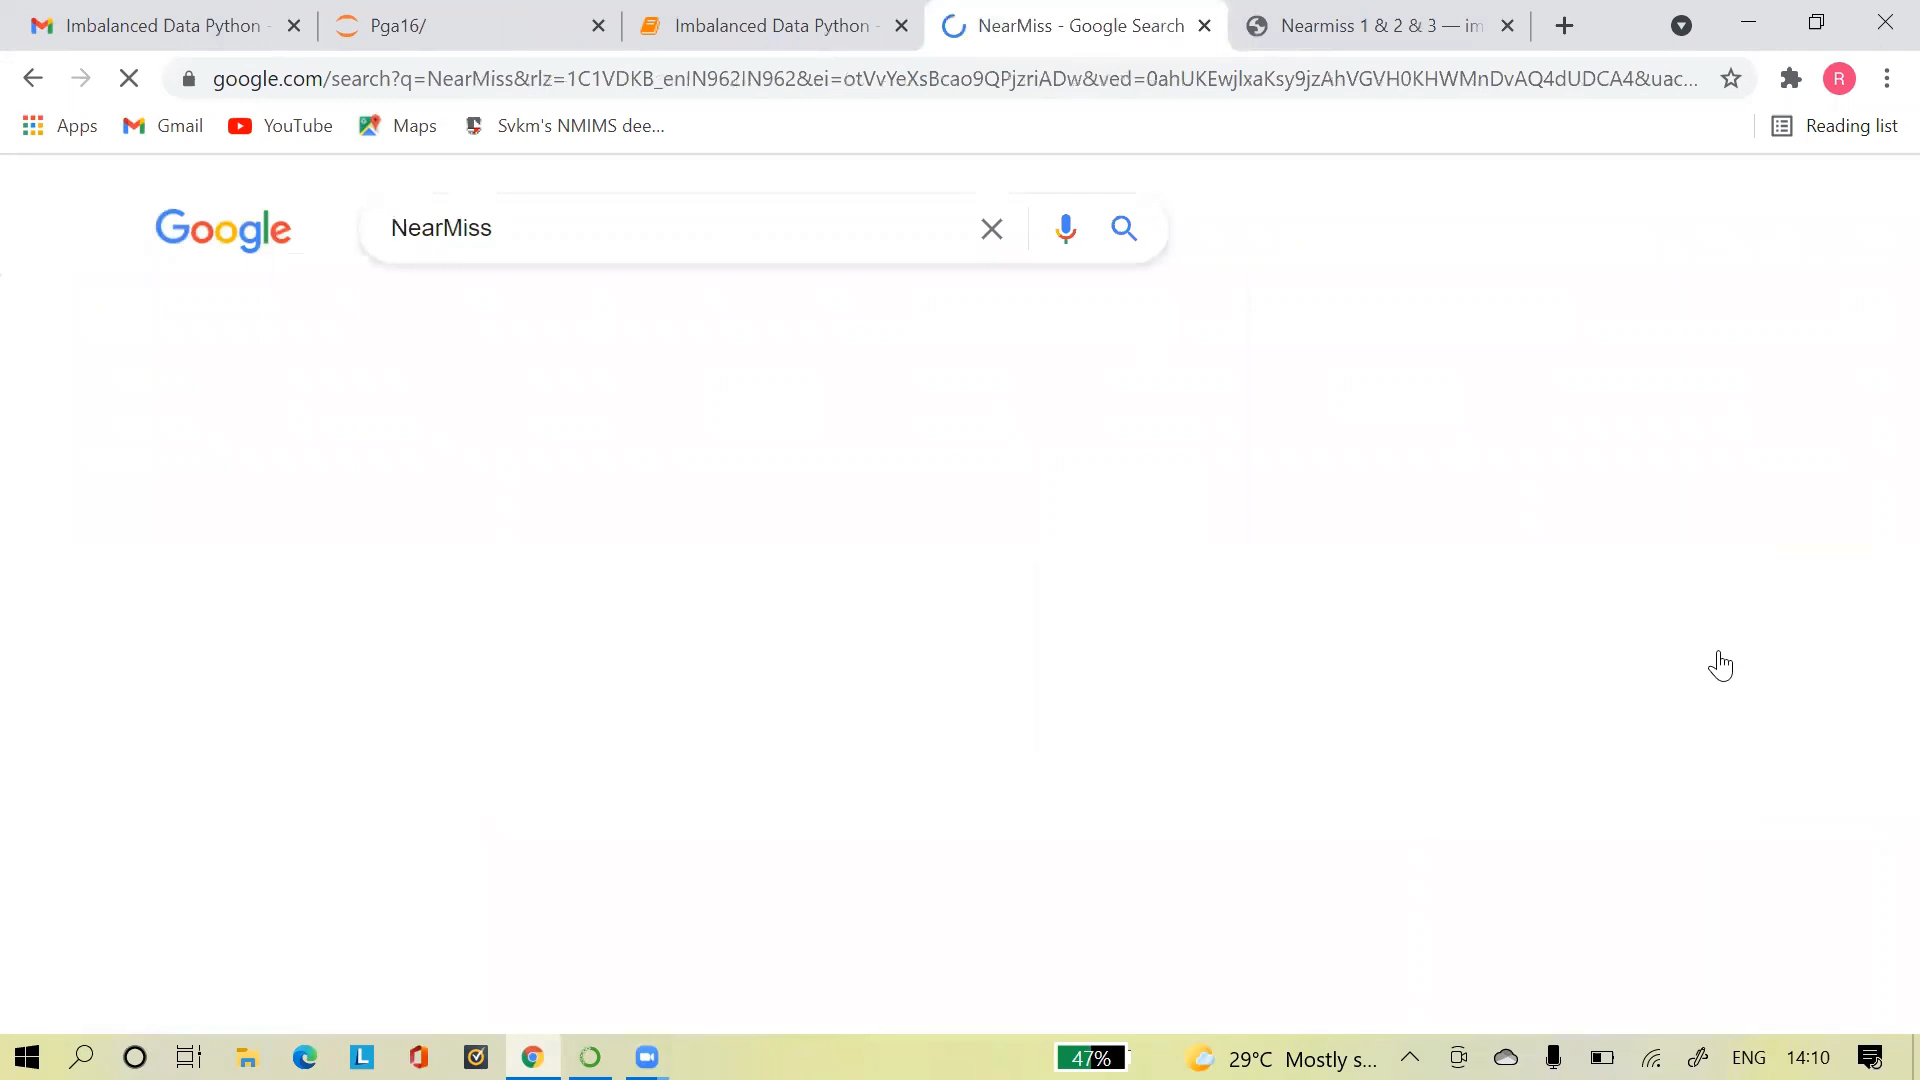 Imbalanced Data Python -
Pga16/
Imbalanced Data Python -
NearMiss - Google Search
Nearmiss 1 & 2 & 3 — im
google.com/search?q=NearMiss&rlz=1C1VDKB_enIN962IN962&ei=otVvYeXsBcao9QPjzriADw&ved=0ahUKEwjlxaKsy9jzAhVGVH0KHWMnDvAQ4dUDCA4&uac...
R
Apps
Gmail
YouTube
Maps
Svkm's NMIMS dee...
Reading list
Google
NearMiss
L
47%
29°C Mostly s...
ENG
14:10